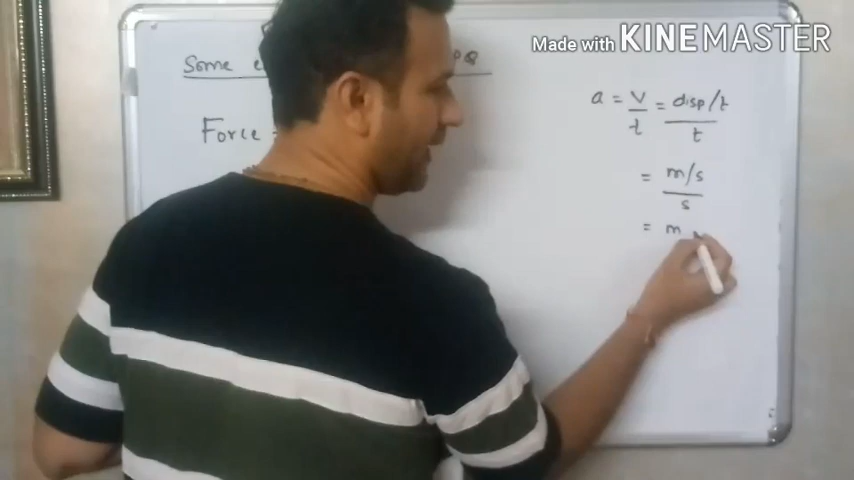 Made with KINEMASTER
Some
a = v/t = disp/t / t
Force =
= m/s / s
= m